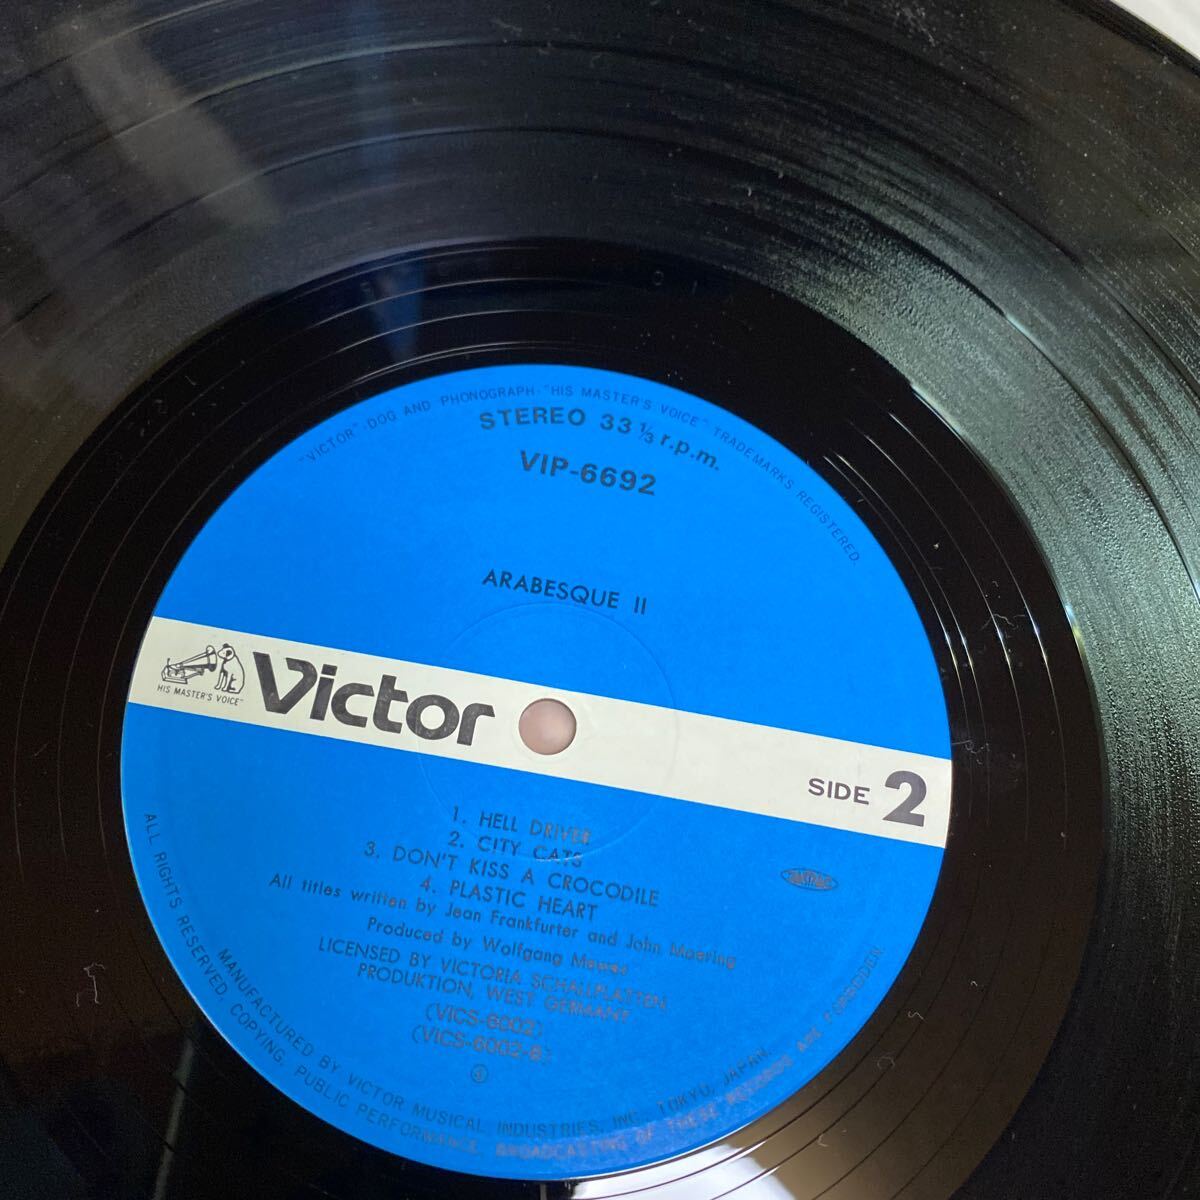 "VICTOR"·DOG AND PHONOGRAPH·"HIS MASTER'S VOICE" TRADEMARKS REGISTERED.
STEREO 33 1/3 r.p.m.
VIP-6692
ARABESQUE II
HIS MASTER'S VOICE"
Victor
SIDE 2
1. HELL DRIVER
2. CITY CATS
3. DON'T KISS A CROCODILE
4. PLASTIC HEART
All titles written by Jean Frankfurter and John Moering
Produced by Wolfgang Mewes
LICENSED BY VICTORIA SCHALLPLATTEN
PRODUKTION, WEST GERMANY.
(VICS-6002)
(VICS-6002-B)
ALL RIGHTS RESERVED. COPYING, PUBLIC PERFORMANCE, BROADCASTING OF THESE RECORDS ARE FORBIDDEN.
MANUFACTURED BY VICTOR MUSICAL INDUSTRIES, INC., TOKYO, JAPAN.